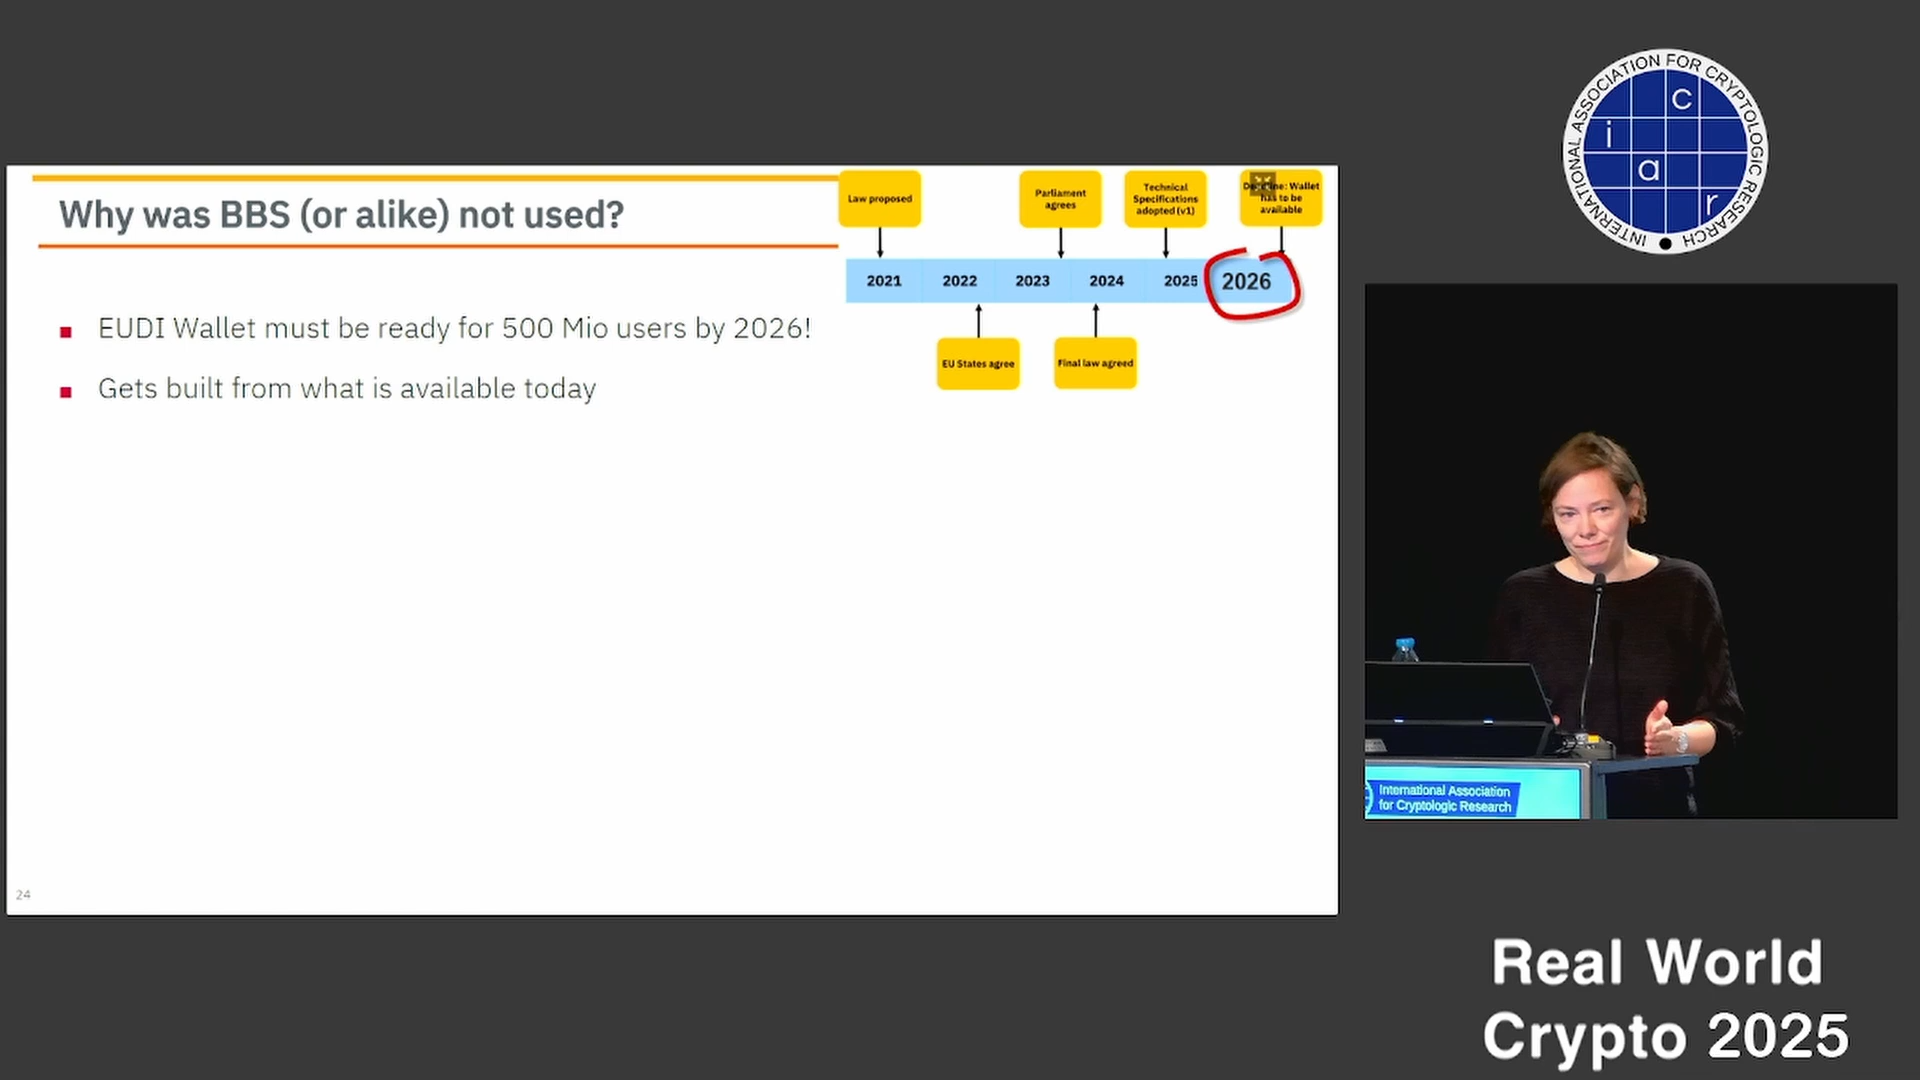 Why was BBS (or alike) not used?
EUDI Wallet must be ready for 500 Mio users by 2026!
Gets built from what is available today
Law proposed
Parliament
agrees
Technical
Specifications
adopted (v1)
Wallet
has to be
available
2021
2022
2023
2024
2025
2026
EU States agree
Final law agreed
24
INTERNATIONAL ASSOCIATION FOR CRYPTOLOGIC RESEARCH
i
a
c
r
International Association
for Cryptologic Research
Real World
Crypto 2025